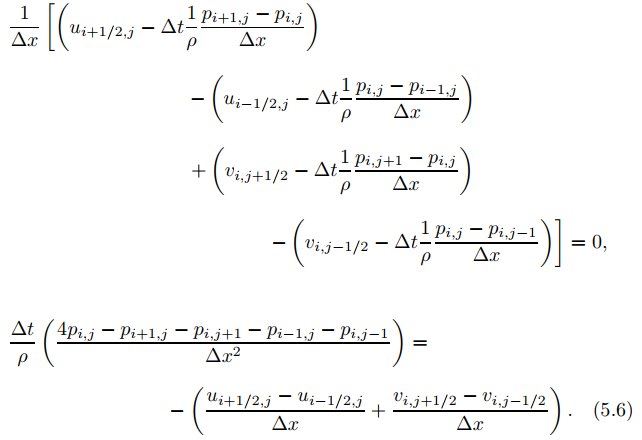 \frac{1}{\Delta x} \left[ \left( u_{i+1/2,j} - \Delta t \frac{1}{\rho} \frac{p_{i+1,j} - p_{i,j}}{\Delta x} \right)
- \left( u_{i-1/2,j} - \Delta t \frac{1}{\rho} \frac{p_{i,j} - p_{i-1,j}}{\Delta x} \right)
+ \left( v_{i,j+1/2} - \Delta t \frac{1}{\rho} \frac{p_{i,j+1} - p_{i,j}}{\Delta x} \right)
- \left( v_{i,j-1/2} - \Delta t \frac{1}{\rho} \frac{p_{i,j} - p_{i,j-1}}{\Delta x} \right) \right] = 0,
\frac{\Delta t}{\rho} \left( \frac{4p_{i,j} - p_{i+1,j} - p_{i,j+1} - p_{i-1,j} - p_{i,j-1}}{\Delta x^2} \right) =
- \left( \frac{u_{i+1/2,j} - u_{i-1/2,j}}{\Delta x} + \frac{v_{i,j+1/2} - v_{i,j-1/2}}{\Delta x} \right). (5.6)